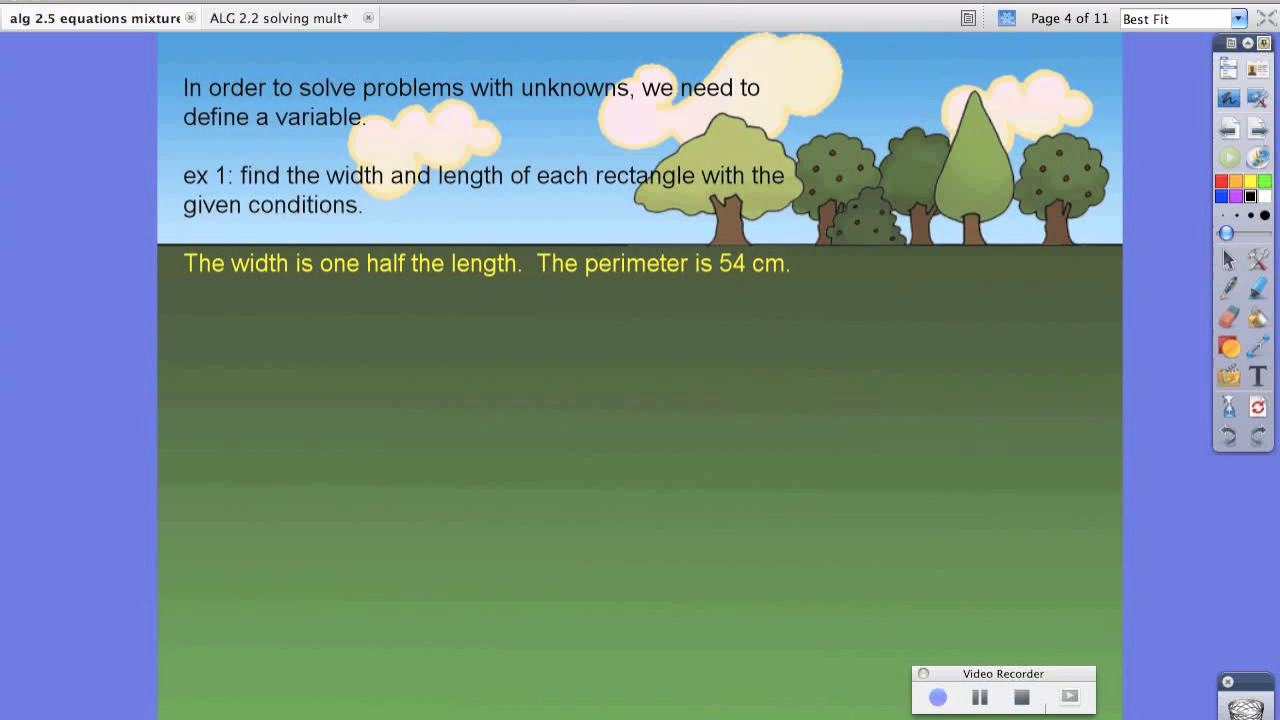 alg 2.5 equations mixture
ALG 2.2 solving mult*
Page 4 of 11
Best Fit
In order to solve problems with unknowns, we need to
define a variable.
ex 1: find the width and length of each rectangle with the
given conditions.
The width is one half the length.  The perimeter is 54 cm.
T
Video Recorder